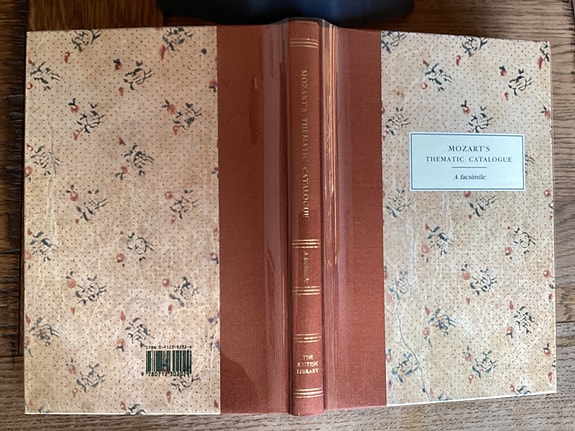 MOZART'S
THEMATIC CATALOGUE
A facsimile
MOZART'S THEMATIC CATALOGUE
THE
BRITISH
LIBRARY